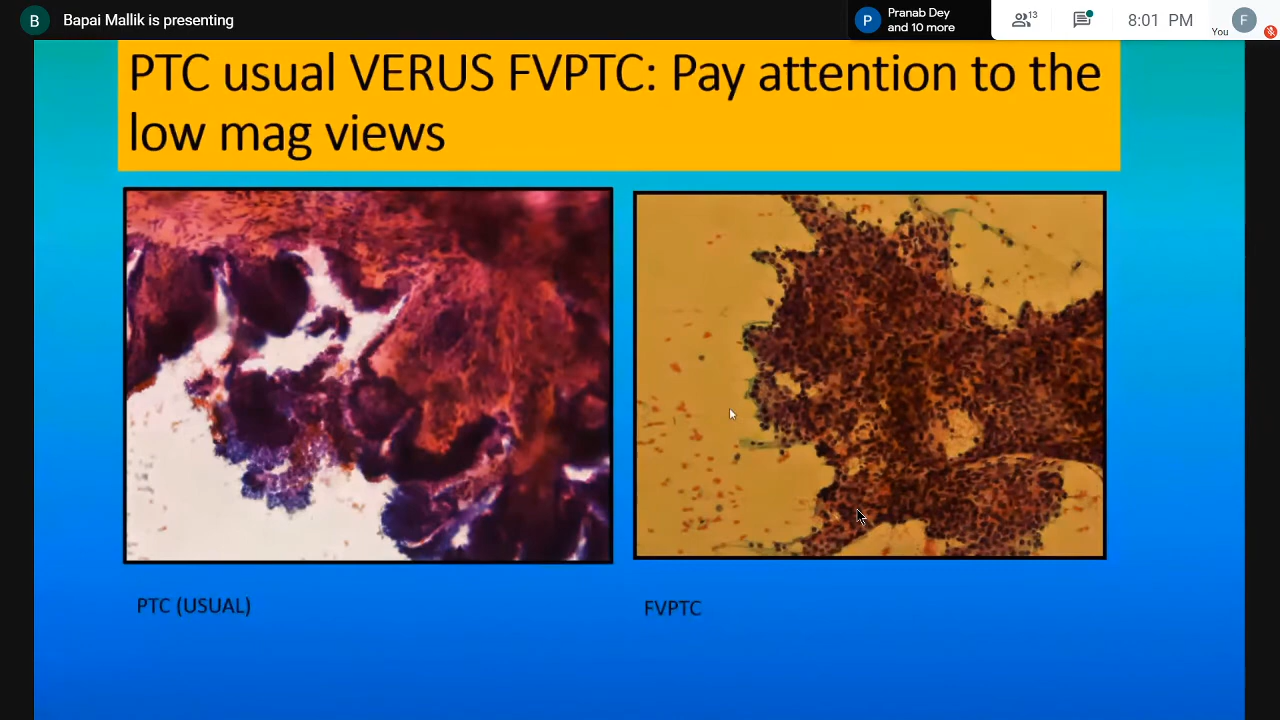 B Bapai Mallik is presenting
P Pranab Dey
and 10 more
13
8:01 PM
You
F
PTC usual VERUS FVPTC: Pay attention to the
low mag views
PTC (USUAL)
FVPTC